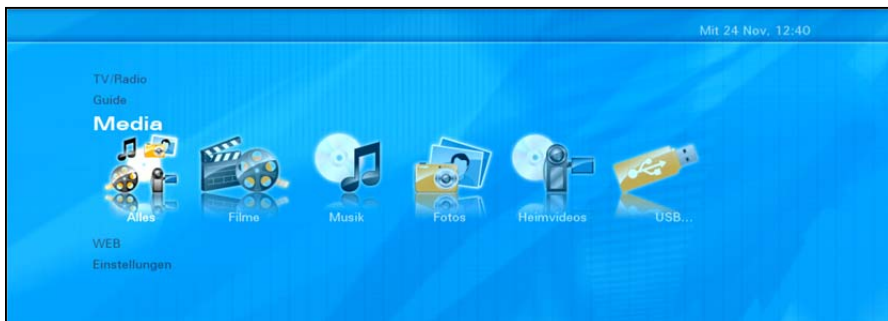 Mit 24 Nov, 12:40
TV/Radio
Guide
Media
Alles Filme Musik Fotos Heimvideos USB...
WEB
Einstellungen